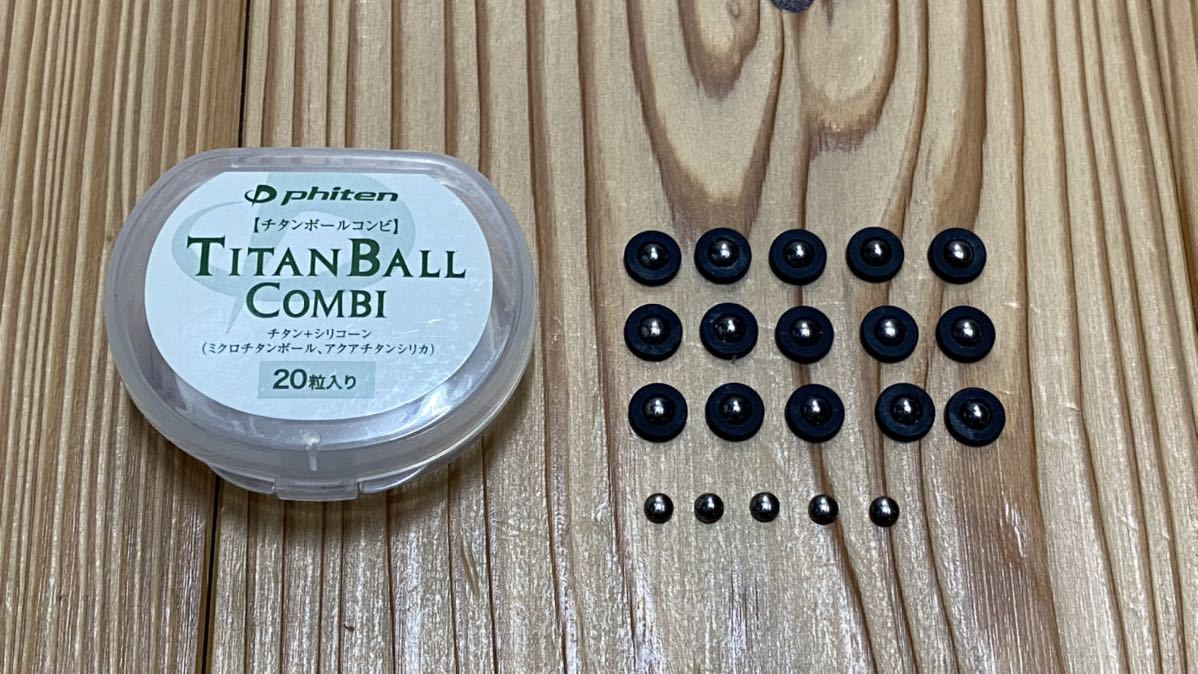 phiten
【チタンボールコンビ】
TITAN BALL
COMBI
チタン+シリコーン
(ミクロチタンボール、アクアチタンシリカ)
20粒入り